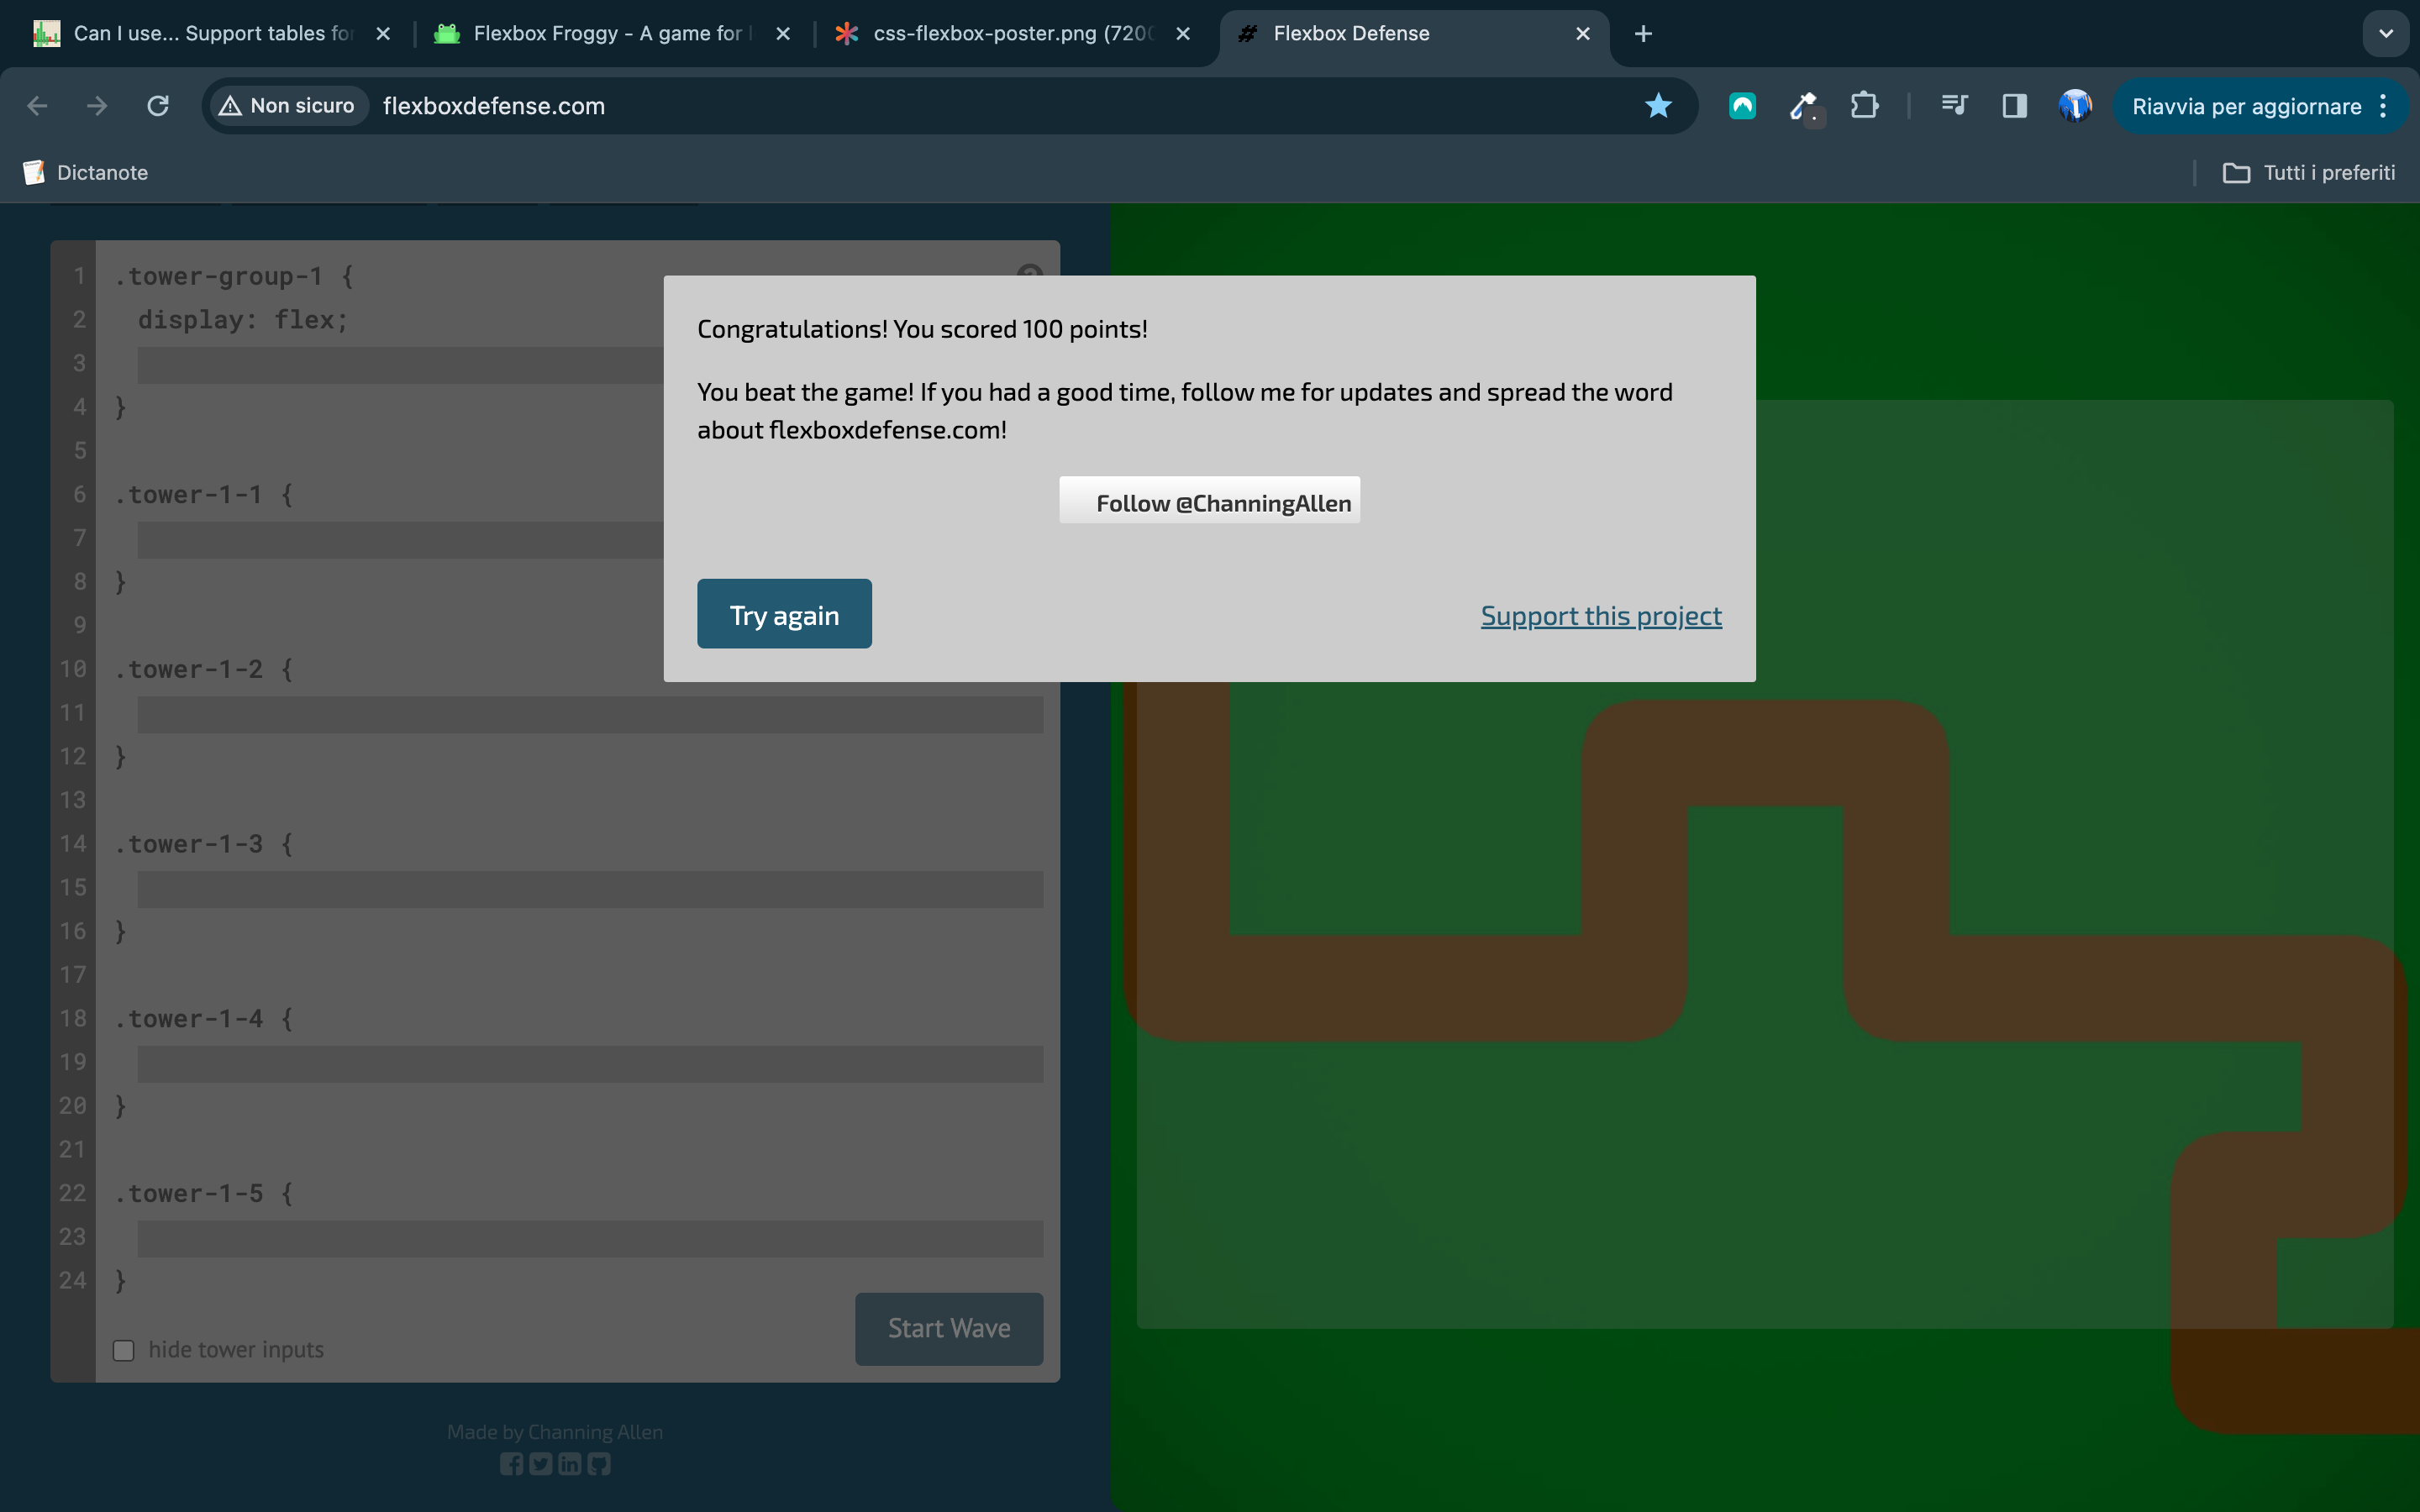 Can I use... Support tables for
Flexbox Froggy - A game for
css-flexbox-poster.png (720
Flexbox Defense
Non sicuro
flexboxdefense.com
Riavvia per aggiornare
Dictanote
Tutti i preferiti
1 .tower-group-1 {
2 display: flex;
3
4 }
5
6 .tower-1-1 {
7
8 }
9
10 .tower-1-2 {
11
12 }
13
14 .tower-1-3 {
15
16 }
17
18 .tower-1-4 {
19
20 }
21
22 .tower-1-5 {
23
24 }
hide tower inputs
Start Wave
Made by Channing Allen
Congratulations! You scored 100 points!
You beat the game! If you had a good time, follow me for updates and spread the word
about flexboxdefense.com!
Follow @ChanningAllen
Try again
Support this project